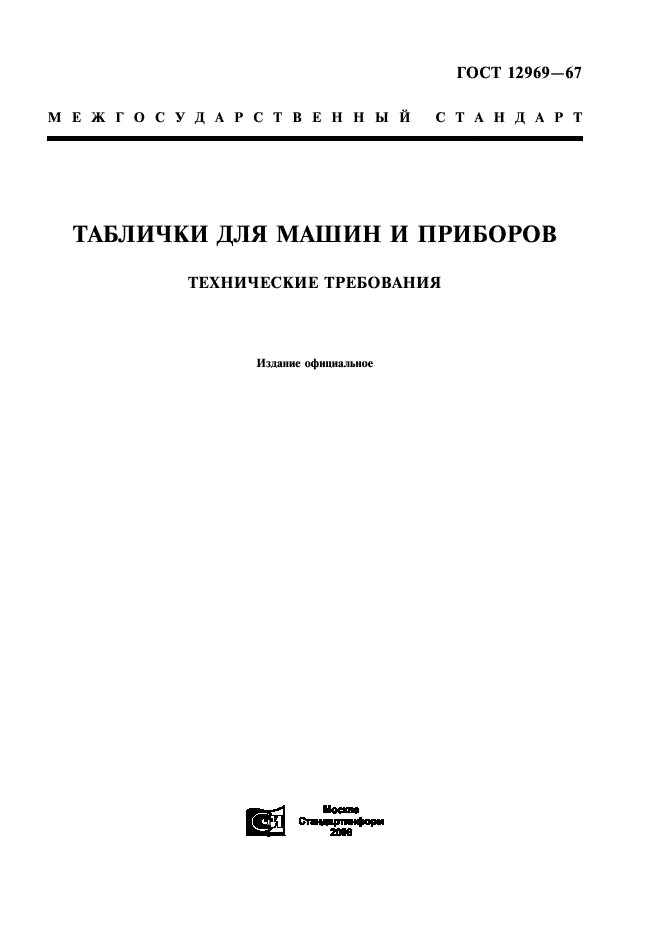 ГОСТ 12969—67
МЕЖГОСУДАРСТВЕННЫЙ СТАНДАРТ
ТАБЛИЧКИ ДЛЯ МАШИН И ПРИБОРОВ
ТЕХНИЧЕСКИЕ ТРЕБОВАНИЯ
Издание официальное
Москва
Стандартинформ